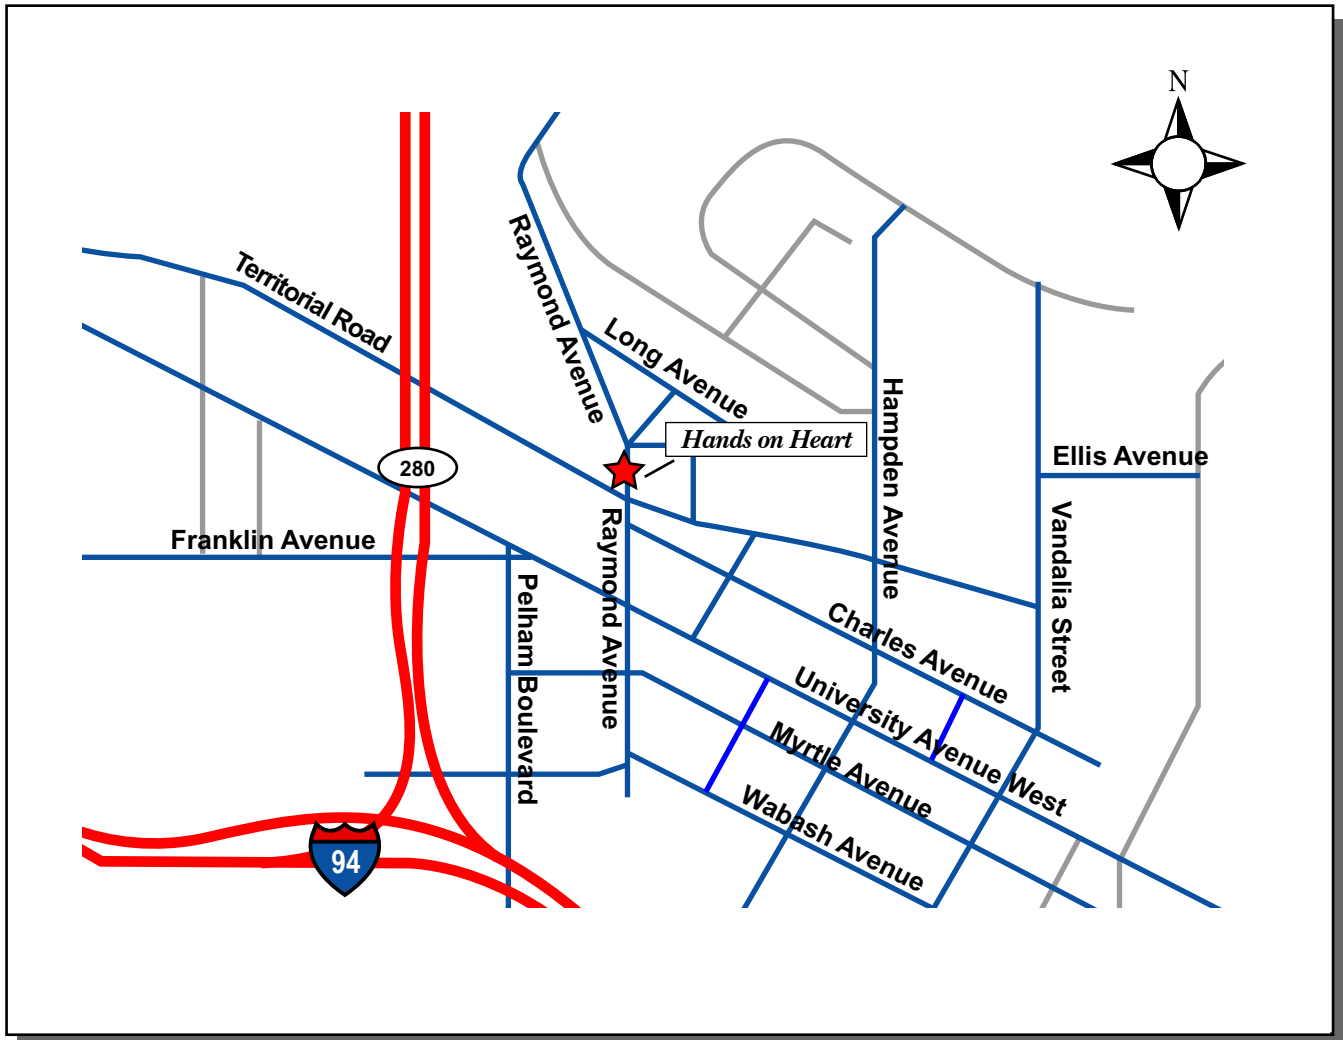 N
Raymond Avenue
Territorial Road
Long Avenue
Hampden Avenue
Hands on Heart
Ellis Avenue
280
Vandalia Street
Raymond Avenue
Franklin Avenue
Pelham Boulevard
Charles Avenue
University Avenue West
Myrtle Avenue
Wabash Avenue
94